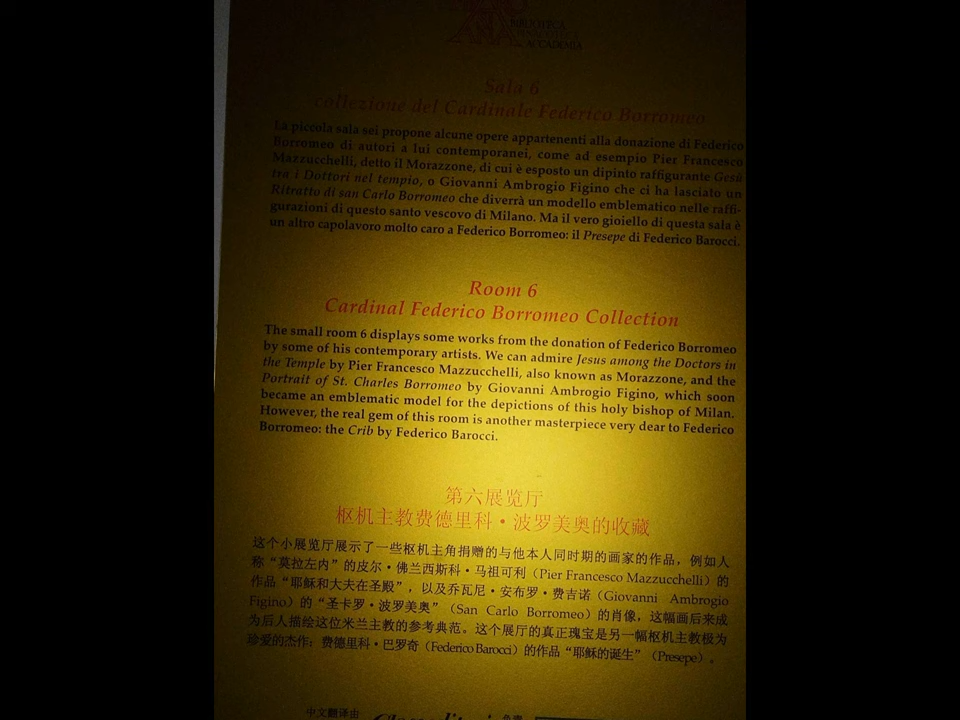 BIBLIOTECA
ACCADEMIA
Sala 6
collezione del Cardinale Federico Borromeo
La piccola sala sei propone alcune opere appartenenti alla donazione di Federico
Borromeo di autori a lui contemporanei, come ad esempio Pier Francesco
Mazzucchelli, detto il Morazzone, di cui è esposto un dipinto raffigurante Gesù
tra i Dottori nel tempio, o Giovanni Ambrogio Figino che ci ha lasciato un
Ritratto di san Carlo Borromeo che diverrà un modello emblematico nelle raffi-
gurazioni di questo santo vescovo di Milano. Ma il vero gioiello di questa sala è
un altro capolavoro molto caro a Federico Borromeo: il Presepe di Federico Barocci.
Room 6
Cardinal Federico Borromeo Collection
The small room 6 displays some works from the donation of Federico Borromeo
by some of his contemporary artists. We can admire Jesus among the Doctors in
the Temple by Pier Francesco Mazzucchelli, also known as Morazzone, and the
Portrait of St. Charles Borromeo by Giovanni Ambrogio Figino, which soon
became an emblematic model for the depictions of this holy bishop of Milan.
However, the real gem of this room is another masterpiece very dear to Federico
Borromeo: the Crib by Federico Barocci.
第六展览厅
枢机主教费德里科·波罗美奥的收藏
这个小展览厅展示了一些枢机主角捐赠的与他本人同时期的画家的作品，例如人
称“莫拉左内”的皮尔·佛兰西斯科·马祖可利（Pier Francesco Mazzucchelli）的
作品“耶稣和大夫在圣殿”，以及乔瓦尼·安布罗·费吉诺（Giovanni Ambrogio
Figino）的“圣卡罗·波罗美奥”（San Carlo Borromeo）的肖像，这幅画后来成
为后人描绘这位米兰主教的参考典范。这个展厅的真正瑰宝是另一幅枢机主教极为
珍爱的杰作：费德里科·巴罗奇（Federico Barocci）的作品“耶稣的诞生”（Presepe）。
中文翻译由